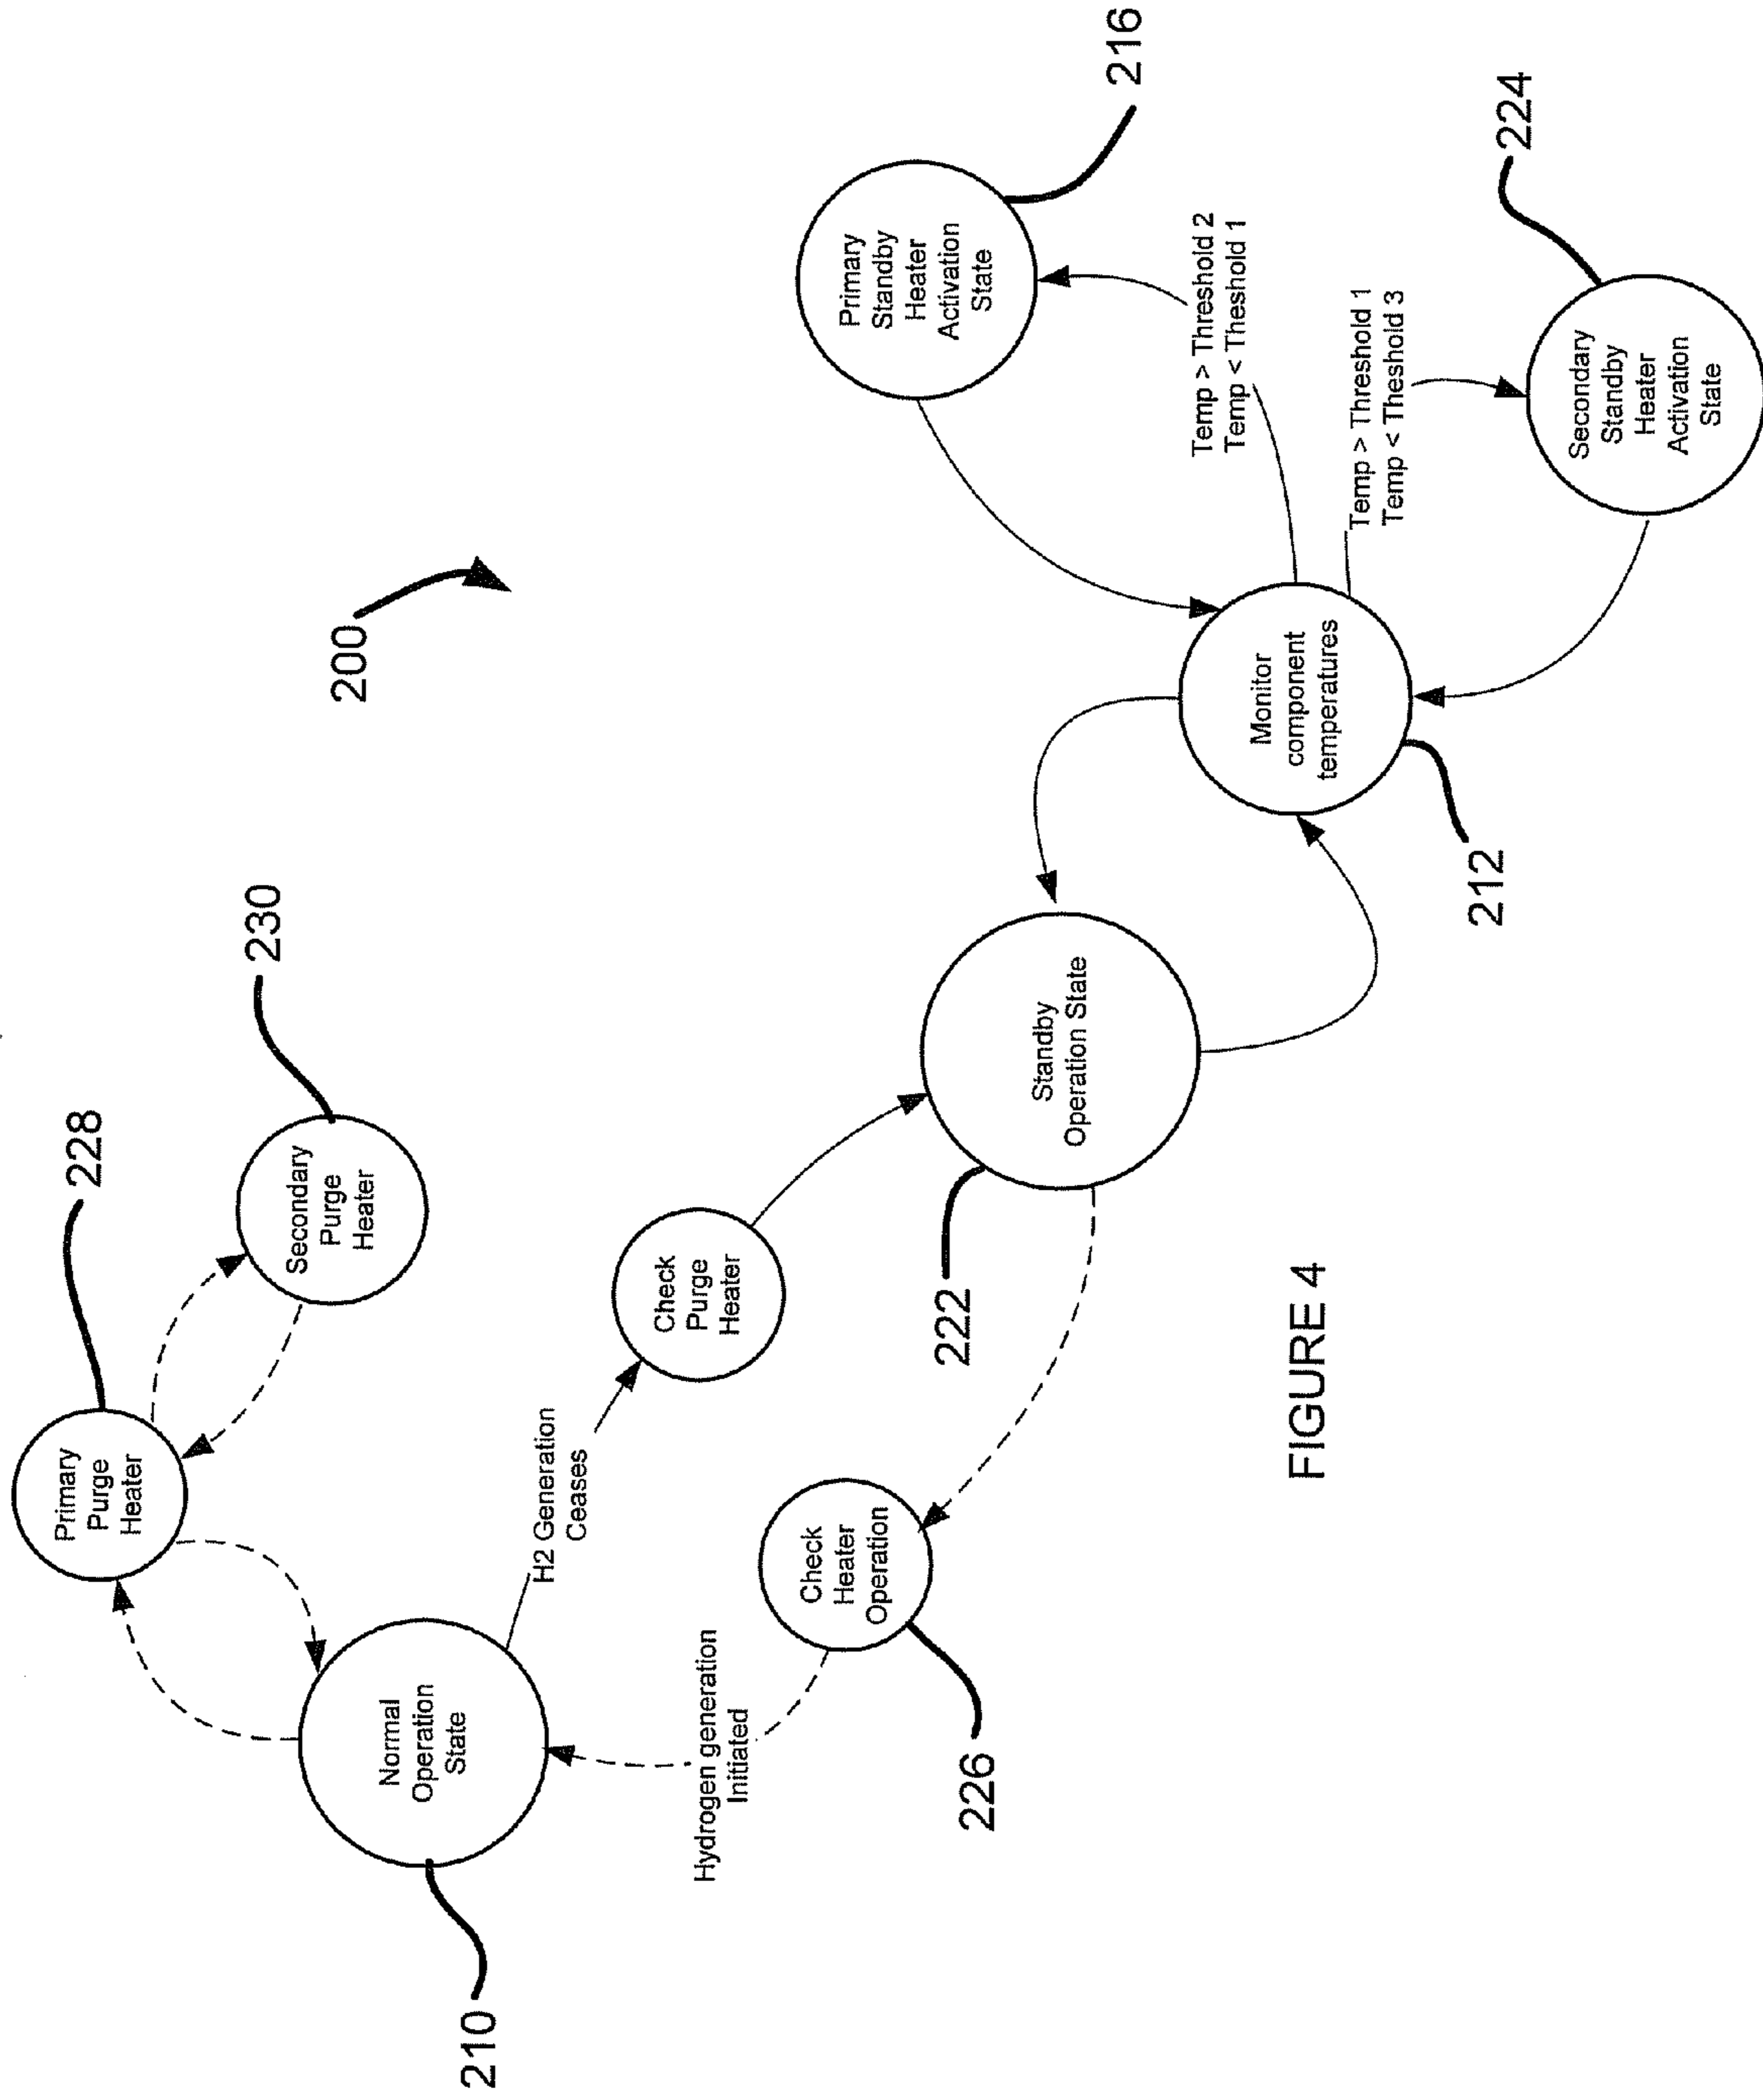 228
230
Primary
Purge
Heater
Secondary
Purge
Heater
200
210
Normal
Operation
State
H2 Generation
Ceases
Check
Purge
Heater
Hydrogen generation
Initiated
Check
Heater
Operation
226
222
Standby
Operation State
Monitor
component
temperatures
212
Primary
Standby
Heater
Activation
State
216
Temp > Threshold 2
Temp < Theshold 1
Temp > Threshold 1
Temp < Theshold 3
Secondary
Standby
Heater
Activation
State
224
FIGURE 4